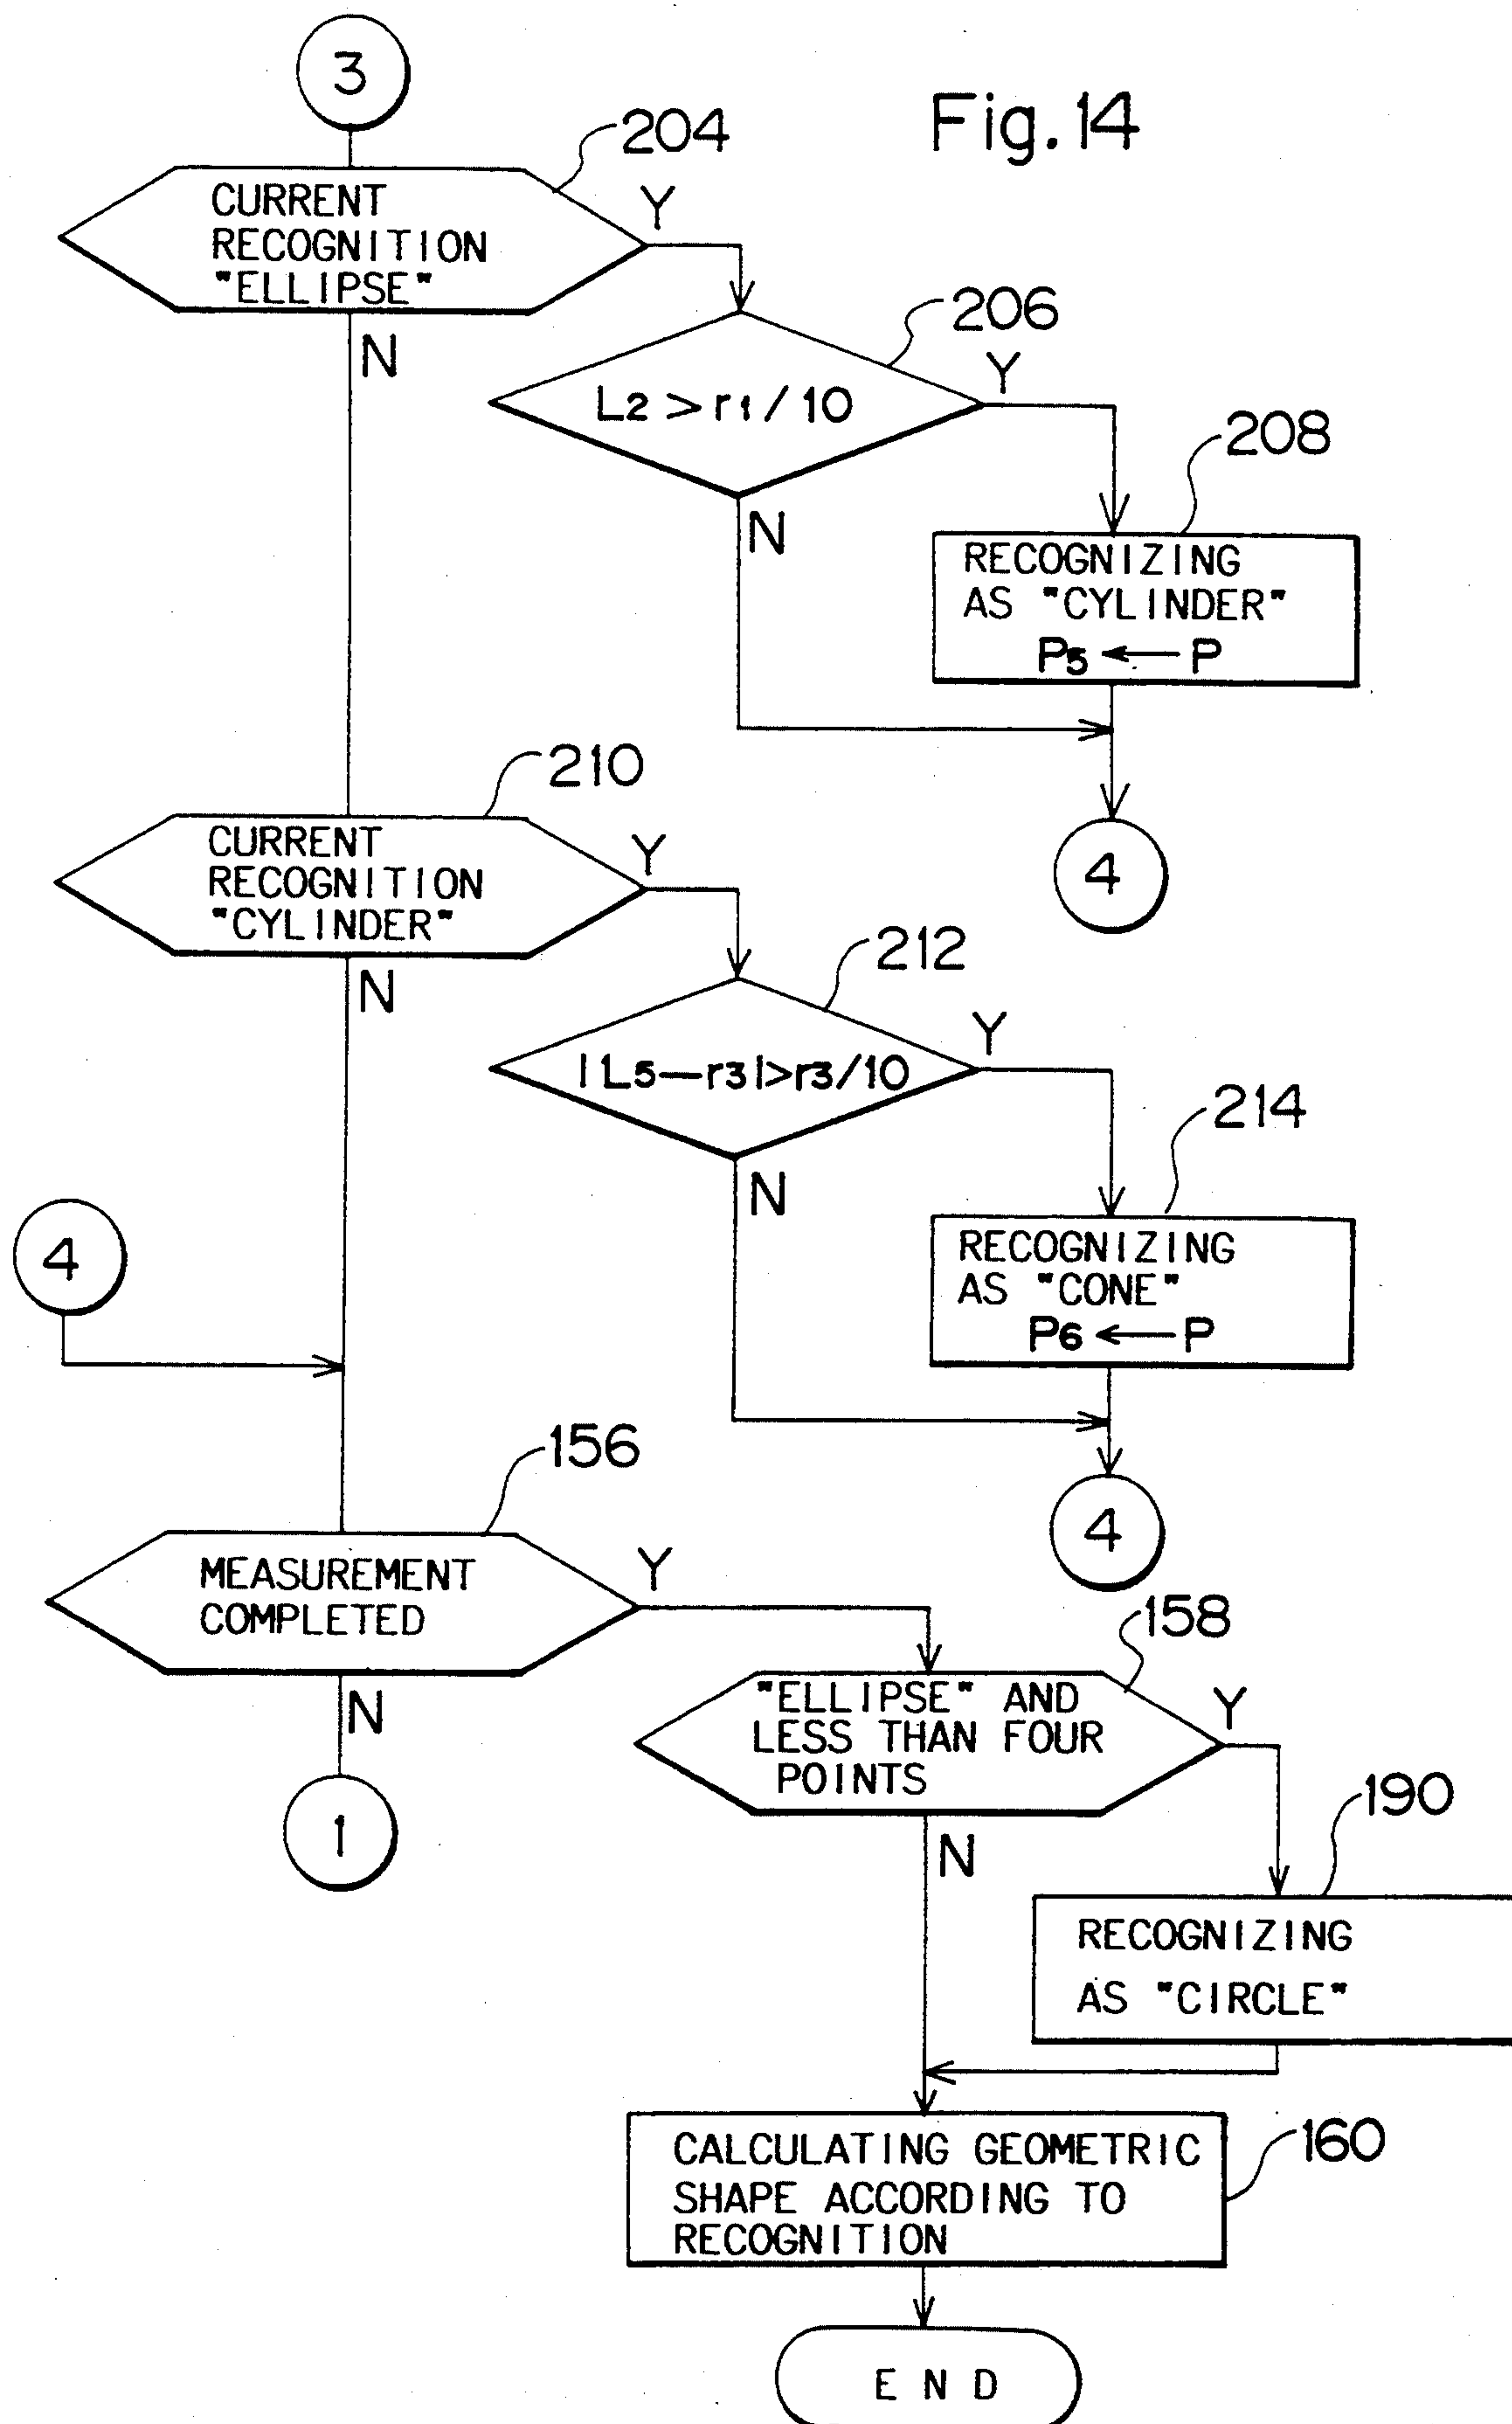 3
Fig. 14
204
CURRENT
RECOGNITION
"ELLIPSE"
Y
N
206
L2 > r1 / 10
Y
N
208
RECOGNIZING
AS "CYLINDER"
P5 ← P
4
210
CURRENT
RECOGNITION
"CYLINDER"
Y
N
212
|L5—r3|>r3/10
Y
N
214
RECOGNIZING
AS "CONE"
P6 ← P
4
4
156
MEASUREMENT
COMPLETED
Y
N
1
158
"ELLIPSE" AND
LESS THAN FOUR
POINTS
Y
N
190
RECOGNIZING
AS "CIRCLE"
160
CALCULATING GEOMETRIC
SHAPE ACCORDING TO
RECOGNITION
END